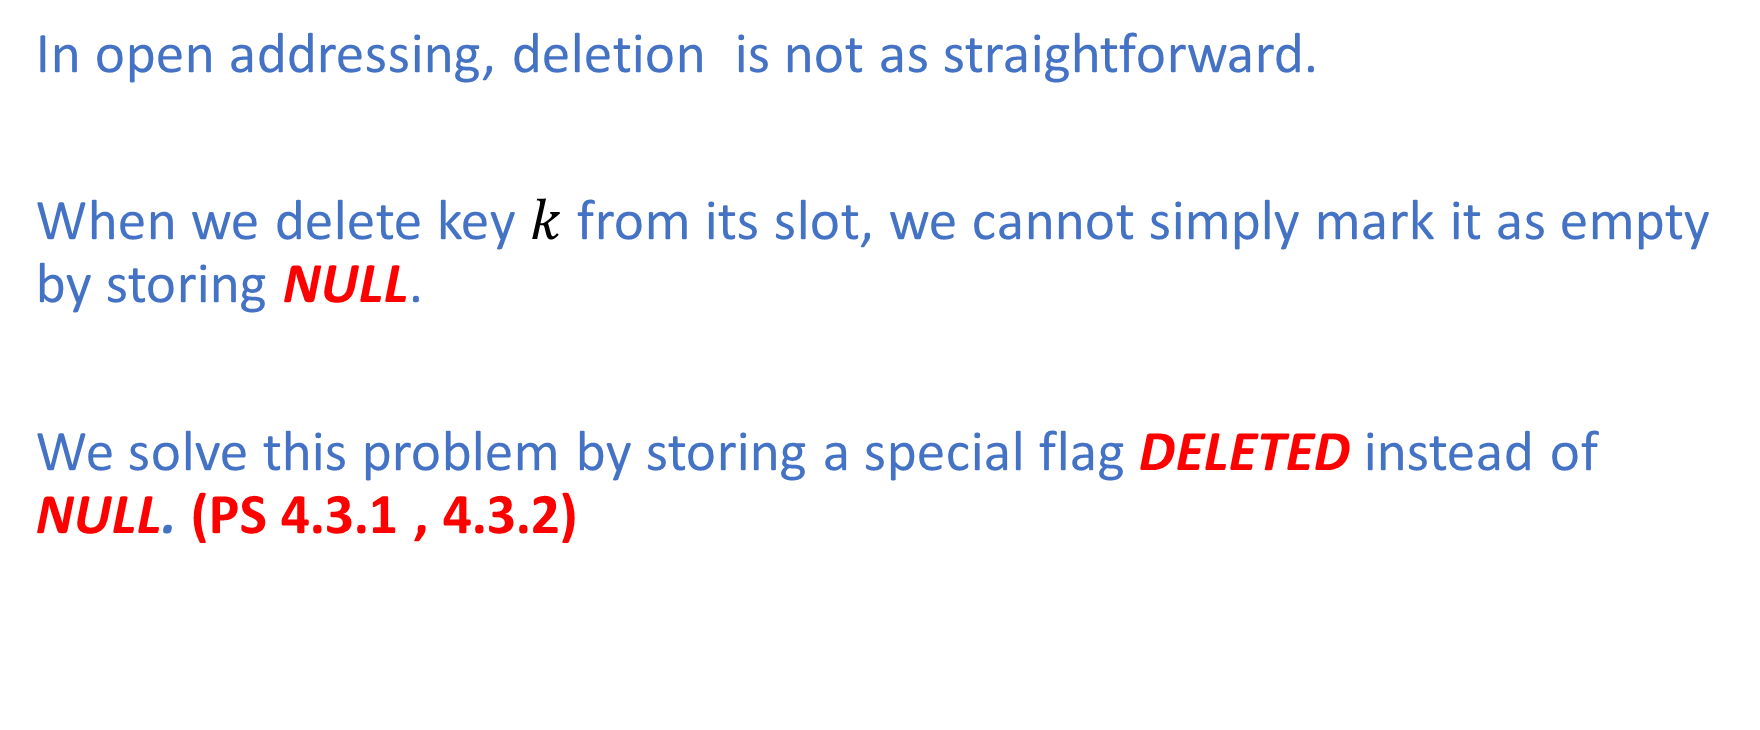 In open addressing, deletion  is not as straightforward.
When we delete key 𝑘 from its slot, we cannot simply mark it as empty
by storing NULL.
We solve this problem by storing a special flag DELETED instead of
NULL. (PS 4.3.1 , 4.3.2)